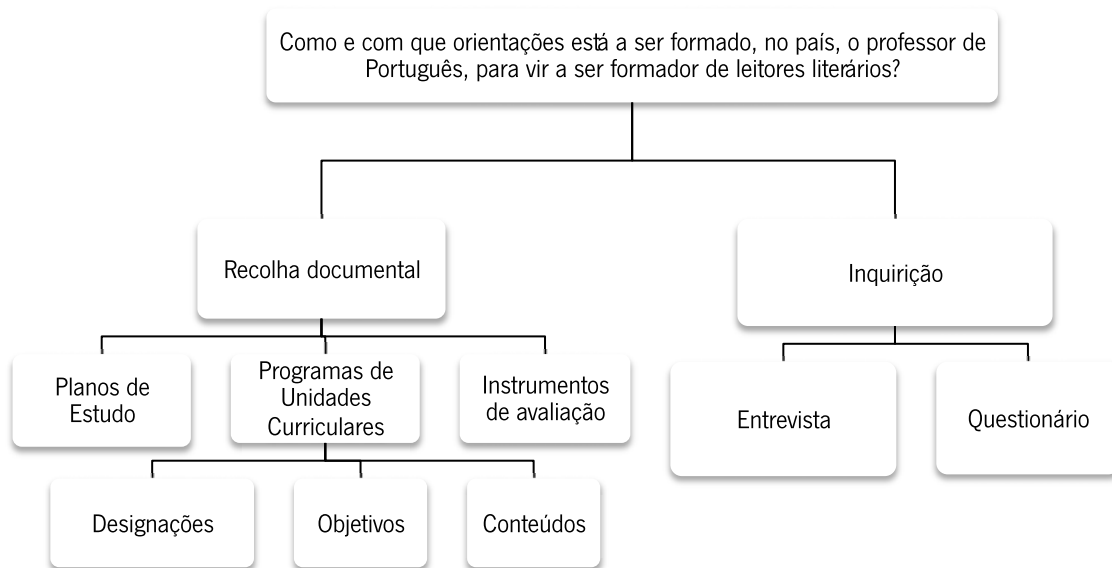 Como e com que orientações está a ser formado, no país, o professor de
Português, para vir a ser formador de leitores literários?
Recolha documental
Inquirição
Planos de
Estudo
Programas de
Unidades
Curriculares
Instrumentos
de avaliação
Entrevista
Questionário
Designações
Objetivos
Conteúdos